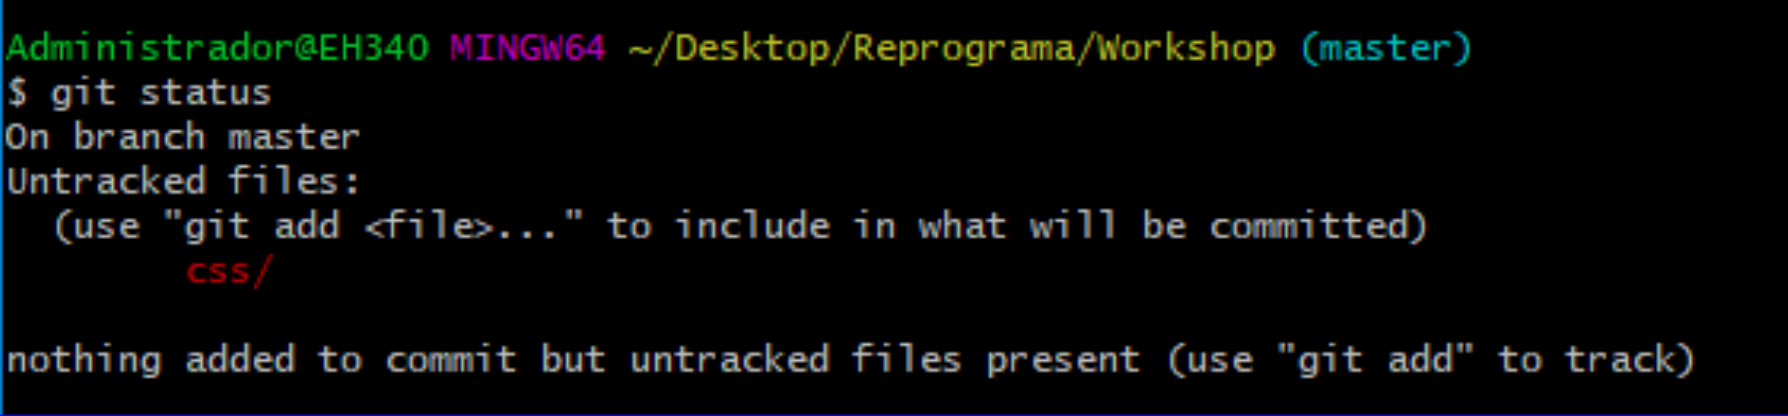 Administrador@EH340 MINGW64 ~/Desktop/Reprograma/Workshop (master)
$ git status
On branch master
Untracked files:
  (use "git add <file>..." to include in what will be committed)
        css/

nothing added to commit but untracked files present (use "git add" to track)